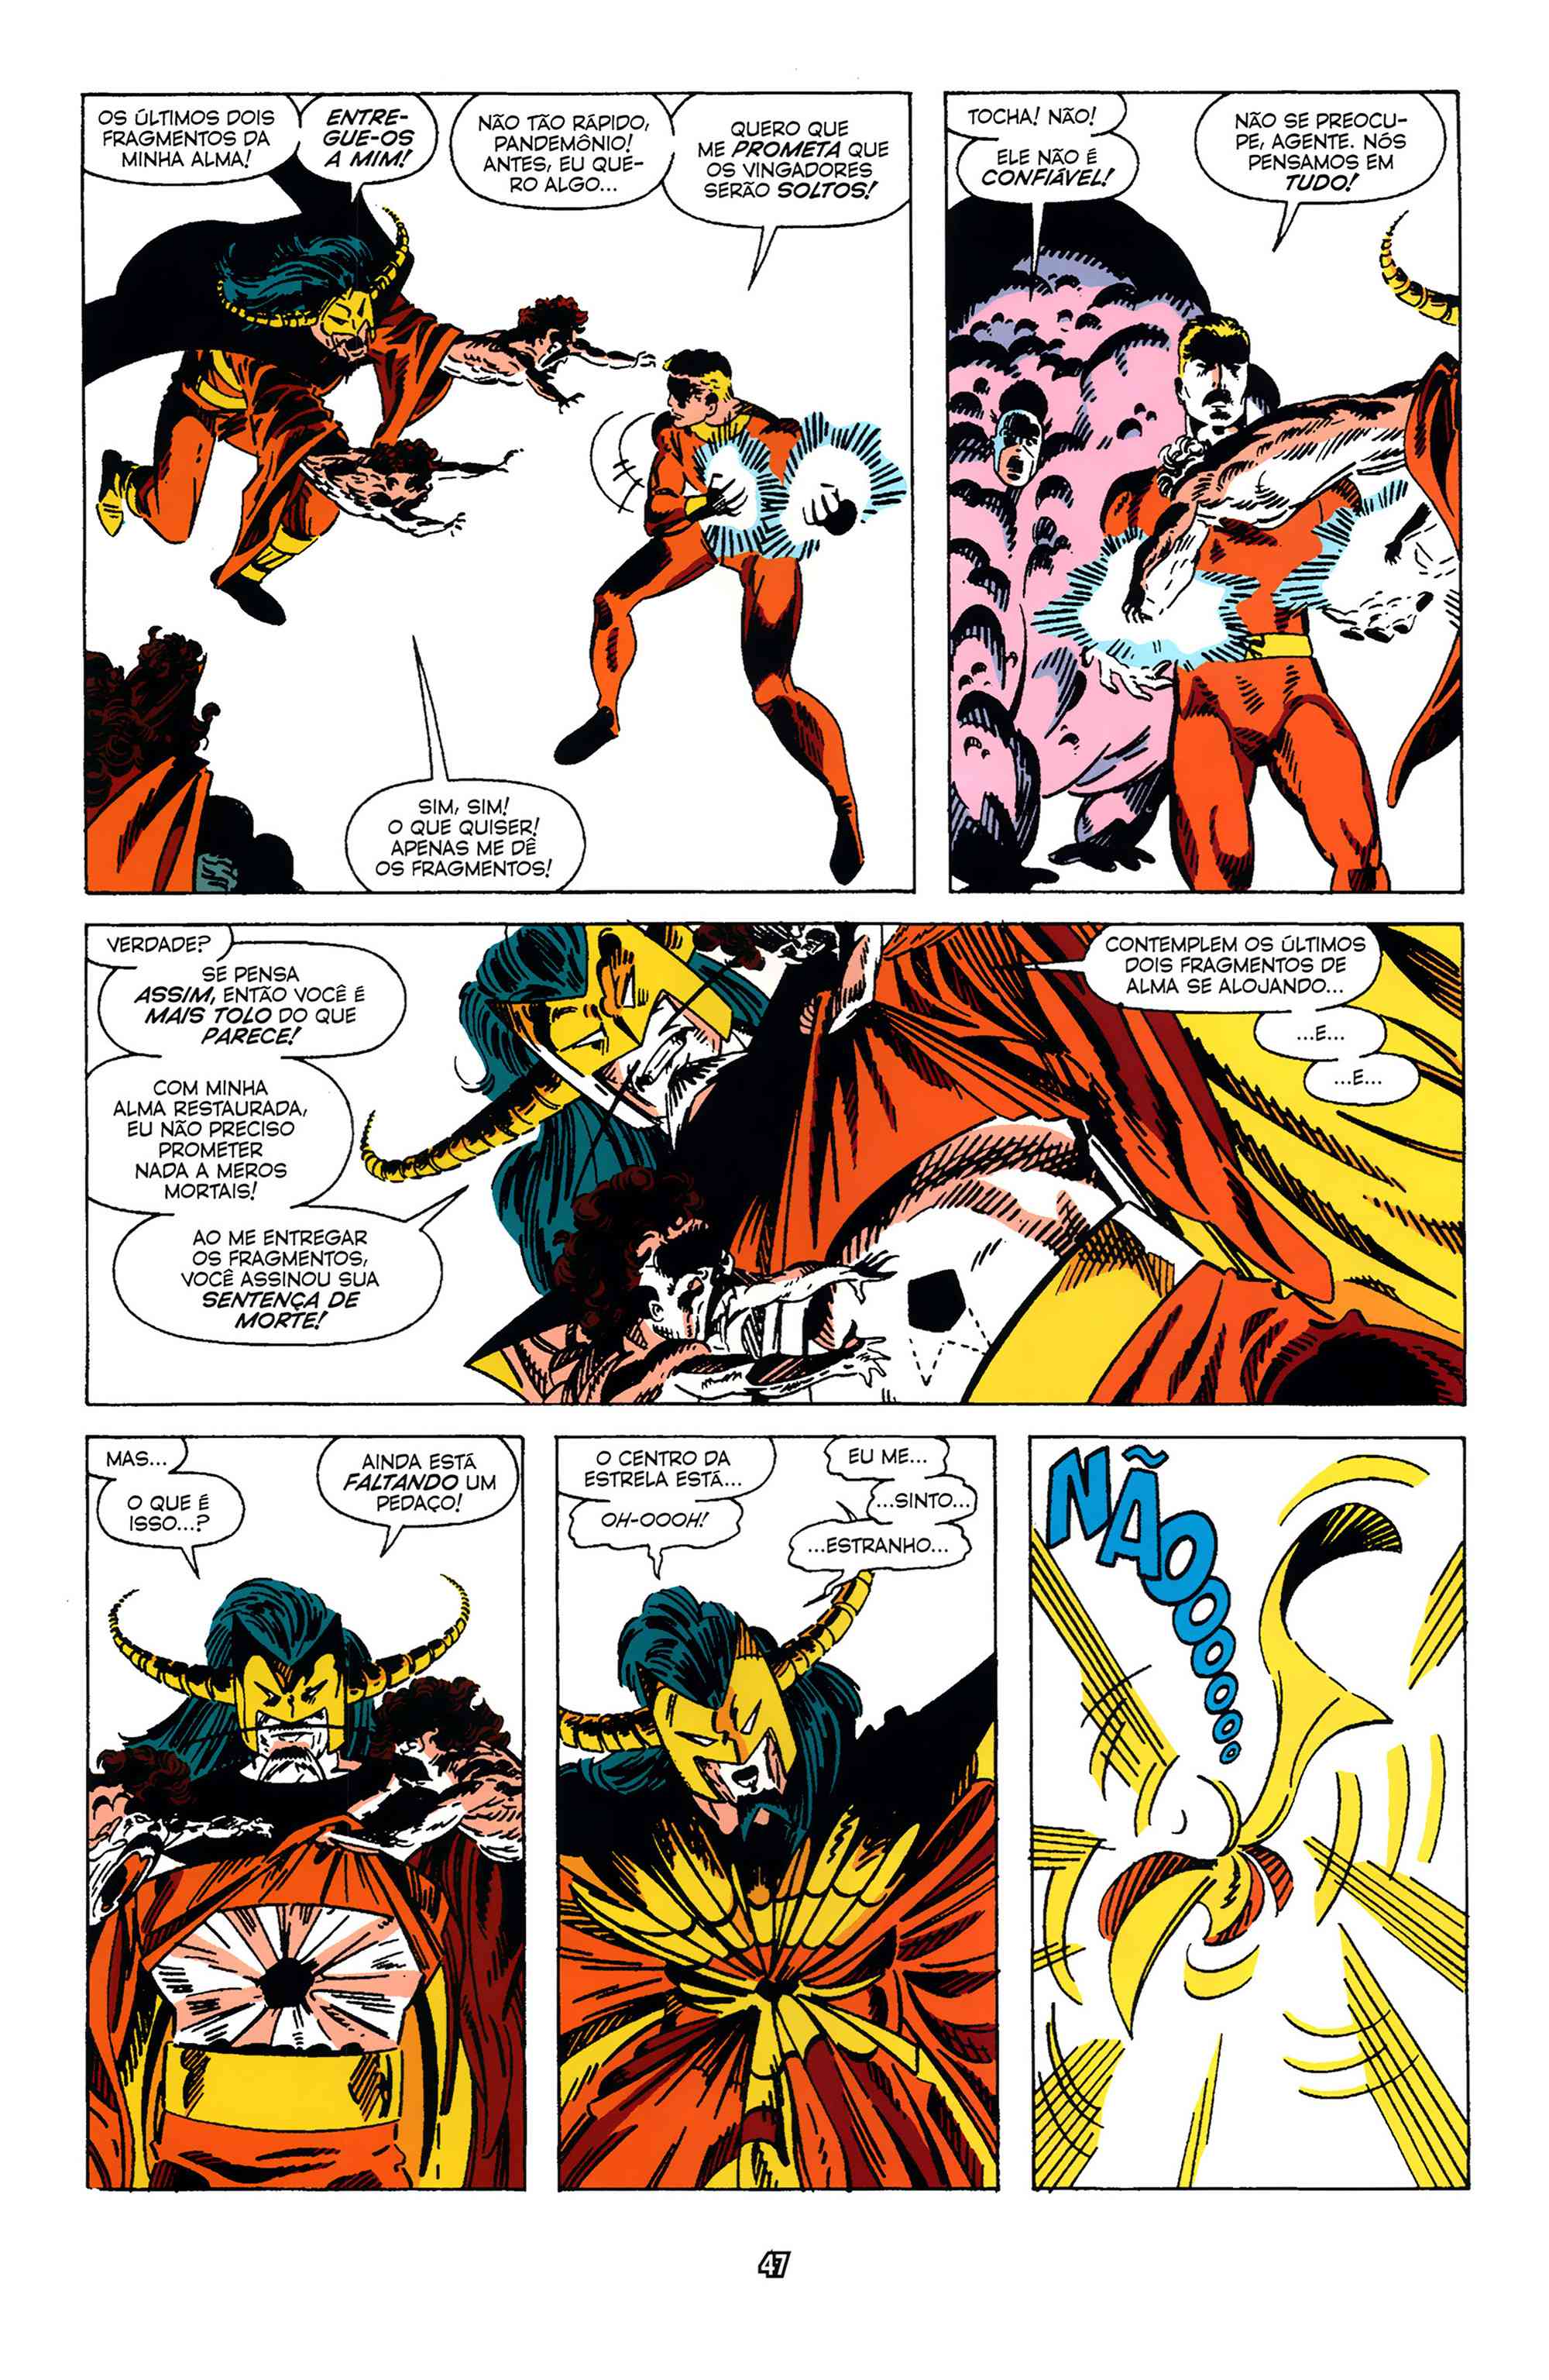 OS ÚLTIMOS DOIS
FRAGMENTOS DA
MINHA ALMA!
ENTRE-
GUE-OS
A MIM!
NÃO TÃO RÁPIDO,
PANDEMÔNIO!
ANTES, EU QUE-
RO ALGO...
QUERO QUE
ME PROMETA QUE
OS VINGADORES
SERÃO SOLTOS!
SIM, SIM!
O QUE QUISER!
APENAS ME DÊ
OS FRAGMENTOS!
TOCHA! NÃO!
ELE NÃO É
CONFIÁVEL!
NÃO SE PREOCU-
PE, AGENTE. NÓS
PENSAMOS EM
TUDO!
VERDADE?
SE PENSA
ASSIM, ENTÃO VOCÊ É
MAIS TOLO DO QUE
PARECE!
COM MINHA
ALMA RESTAURADA,
EU NÃO PRECISO
PROMETER
NADA A MEROS
MORTAIS!
AO ME ENTREGAR
OS FRAGMENTOS,
VOCÊ ASSINOU SUA
SENTENÇA DE
MORTE!
CONTEMPLEM OS ÚLTIMOS
DOIS FRAGMENTOS DE
ALMA SE ALOJANDO...
...E...
...E...
MAS...
O QUE É
ISSO...?
AINDA ESTÁ
FALTANDO UM
PEDAÇO!
O CENTRO DA
ESTRELA ESTÁ...
OH-OOOH!
EU ME...
...SINTO...
...ESTRANHO...
NÃOOOOOOOO
47